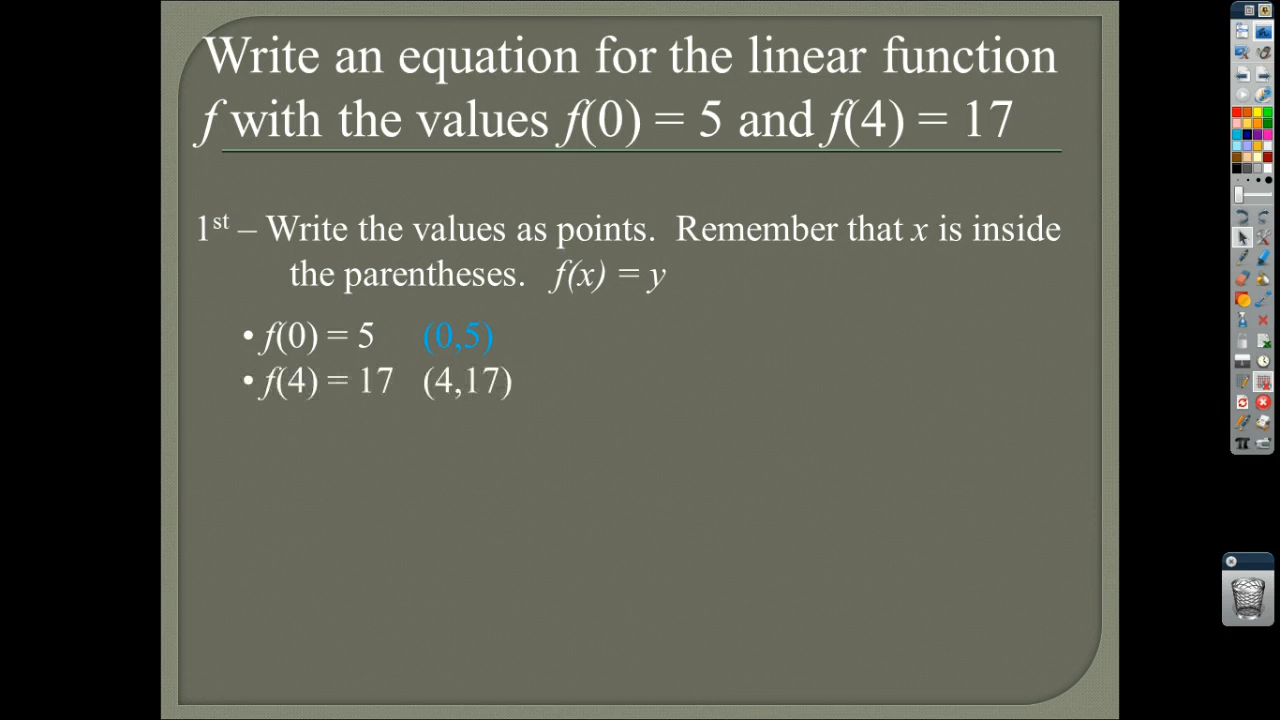 Write an equation for the linear function
f with the values f(0) = 5 and f(4) = 17
1st – Write the values as points. Remember that x is inside
the parentheses. f(x) = y
• f(0) = 5 (0,5)
• f(4) = 17 (4,17)